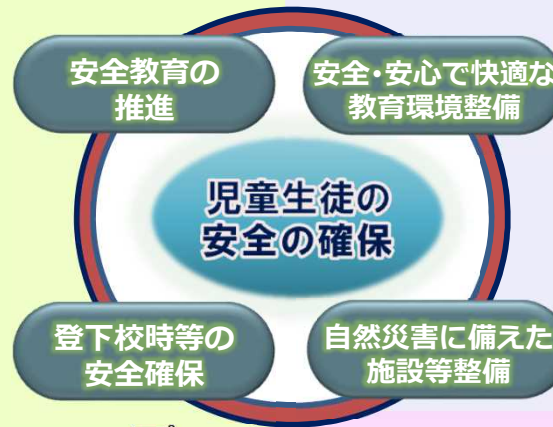 安全教育の
推進
安全・安心で快適な
教育環境整備
児童生徒の
安全の確保
登下校時等の
安全確保
自然災害に備えた
施設等整備